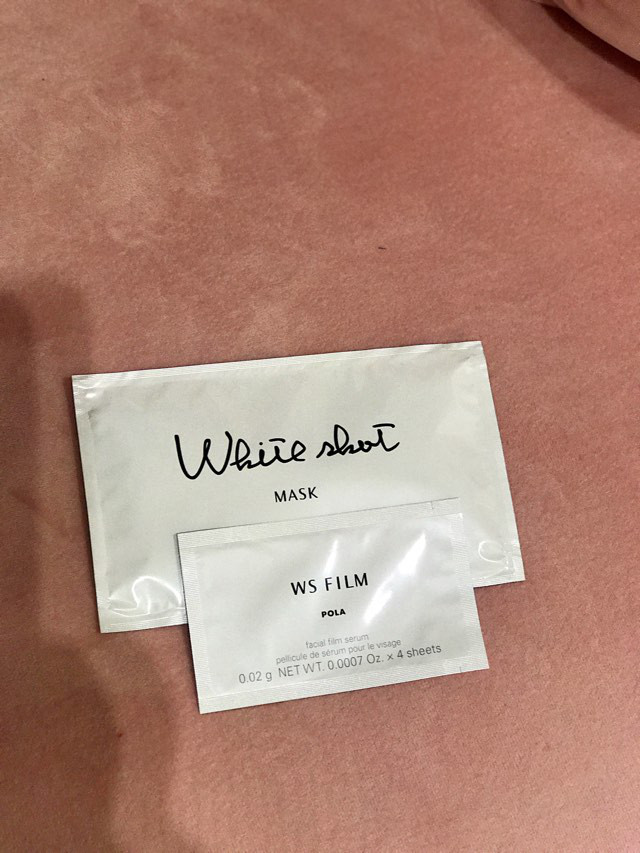 White shot
MASK
WS FILM
POLA
facial film serum
pellicule de sérum pour le visage
0.02 g NET WT. 0.0007 Oz. × 4 sheets